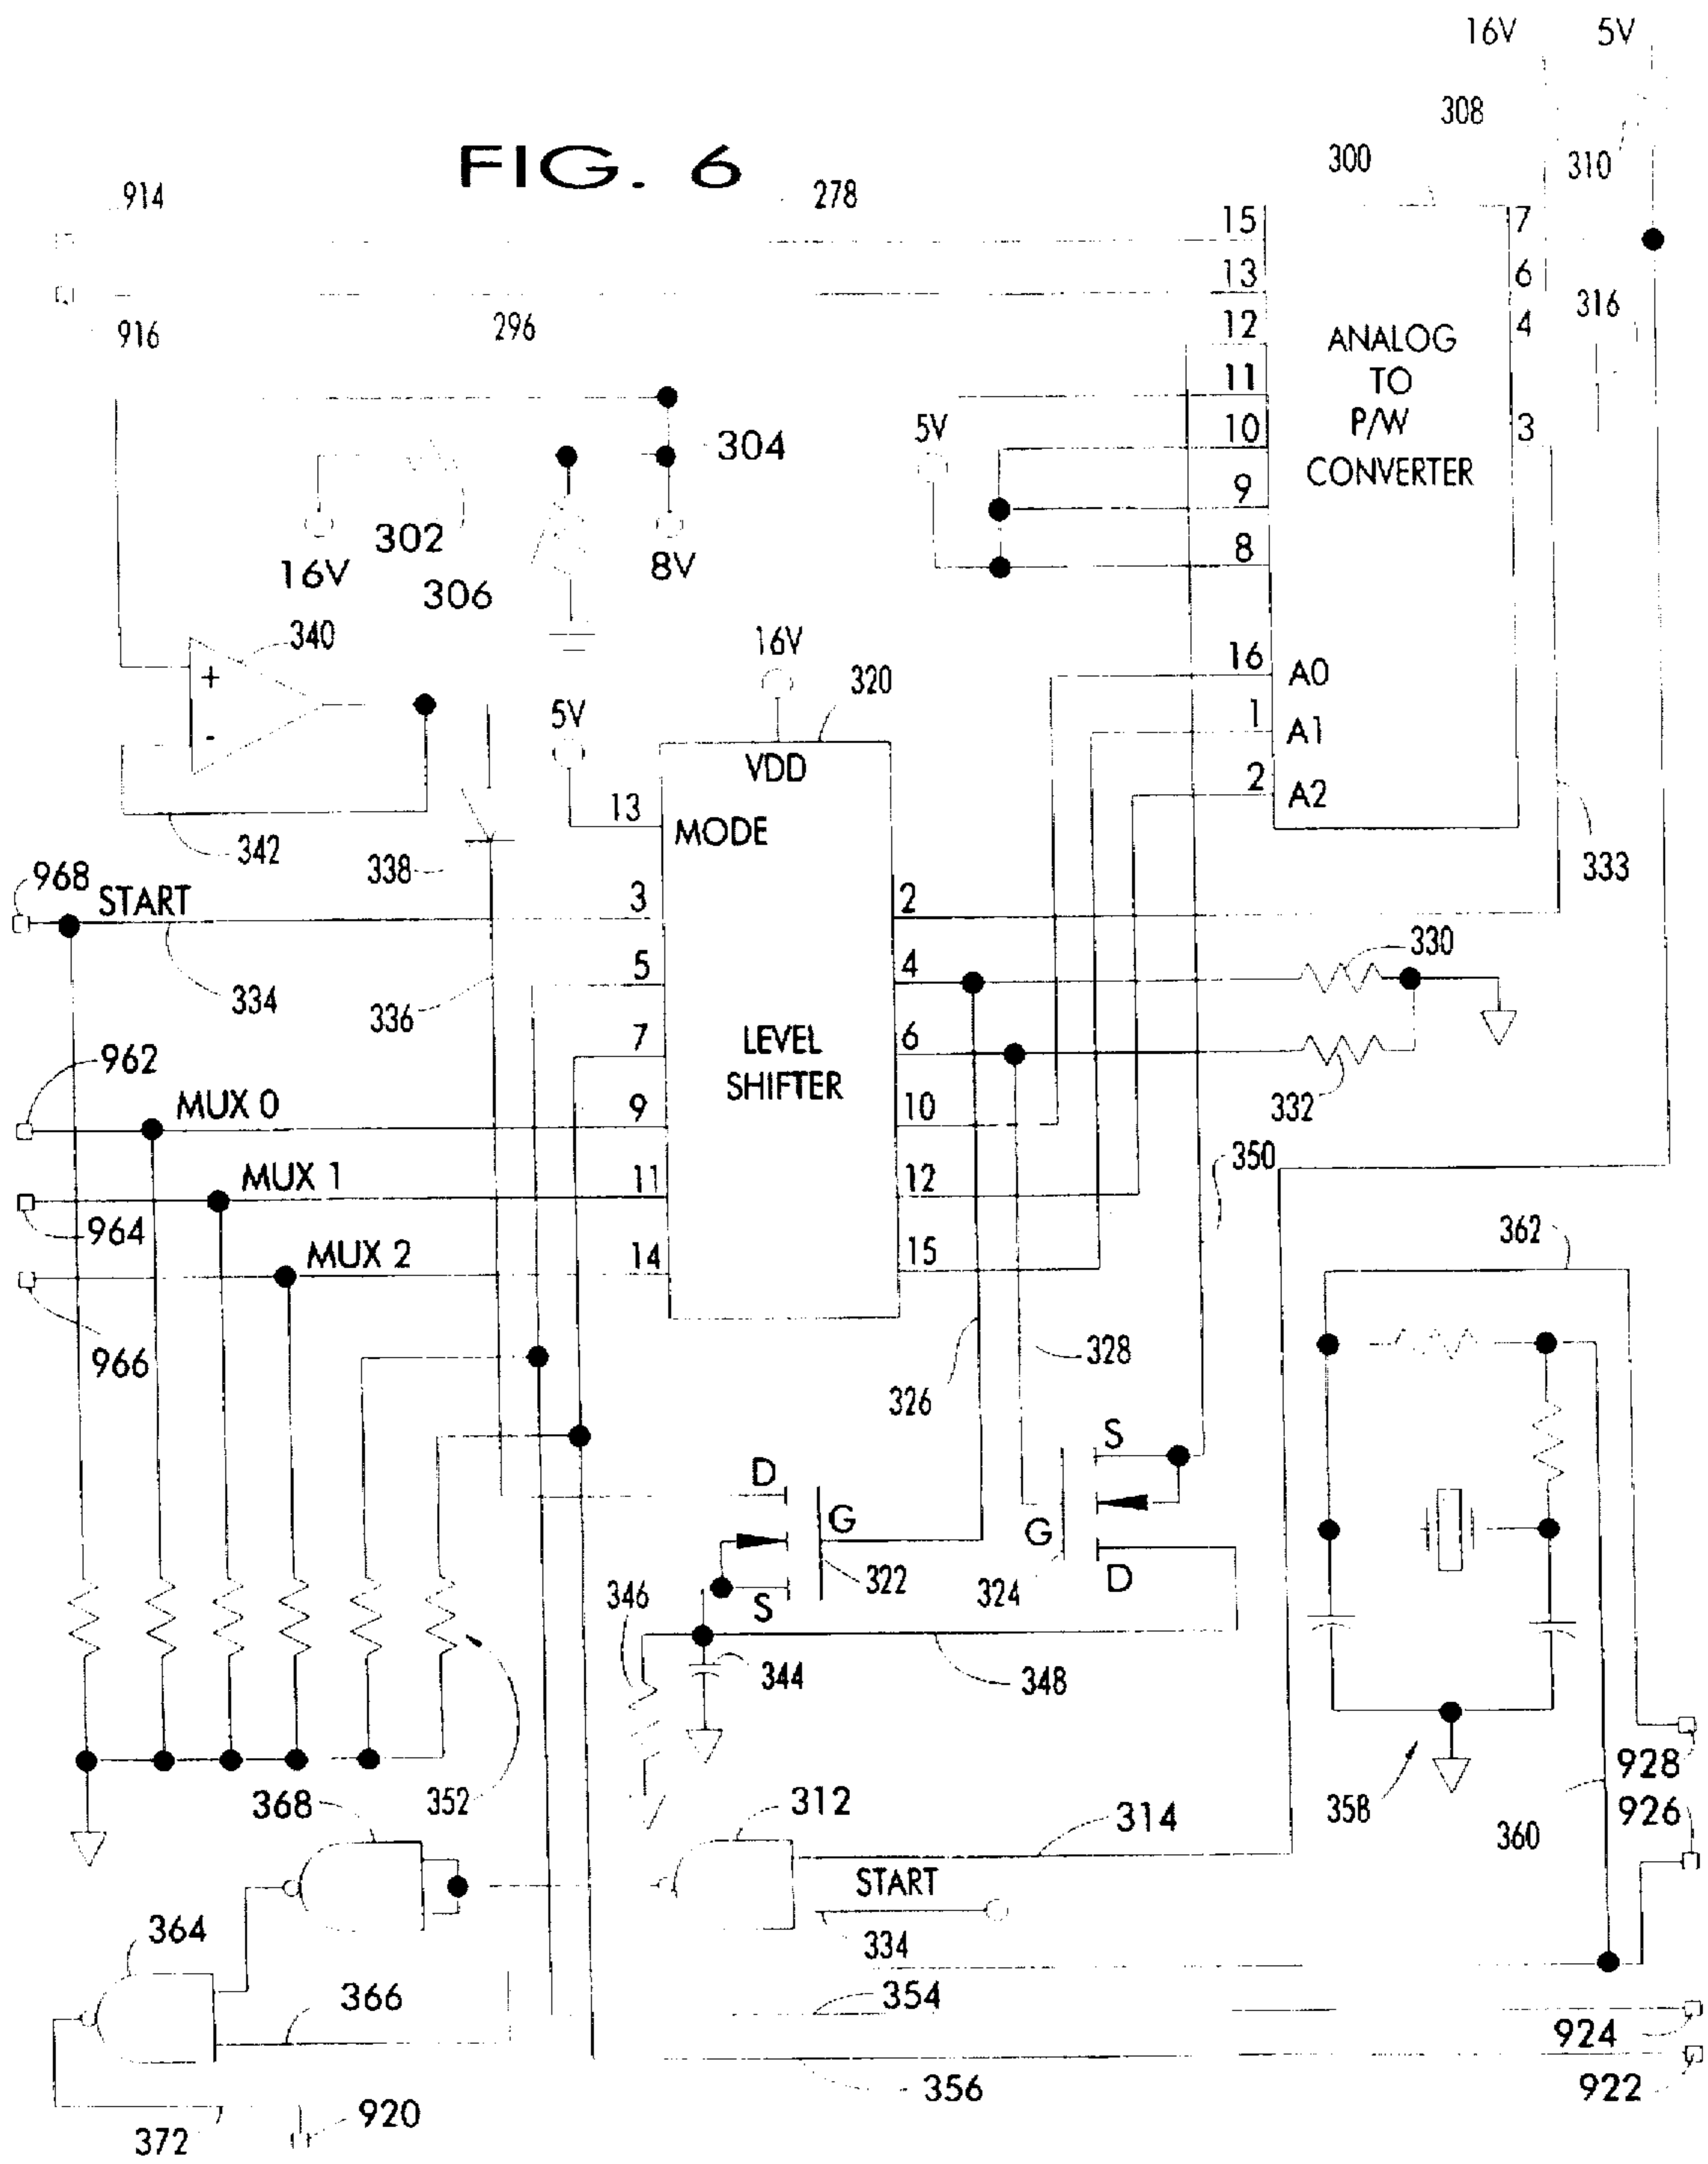 16V 5V
308
FIG. 6
300 310
914 278
15 7
13 6
916 296 12 4 316
ANALOG
TO
P/W
CONVERTER
11
5V 10 3
304
9
302
16V 306 8V 8
340 16V
+ 16 A0
320
5V 1 A1
- VDD 2 A2
13 MODE
342 338 333
968 START 3 2
334 5 4 330
336
7 LEVEL
SHIFTER 6
962 332
MUX 0 9 10
350
MUX 1 11 12
964 362
MUX 2 14 15
966 328
326
S
D
G G
322 324 D
346 S
344 348
928
368 352 312 314 358 926
360
START
364 334
366 354
924
356 922
920
372